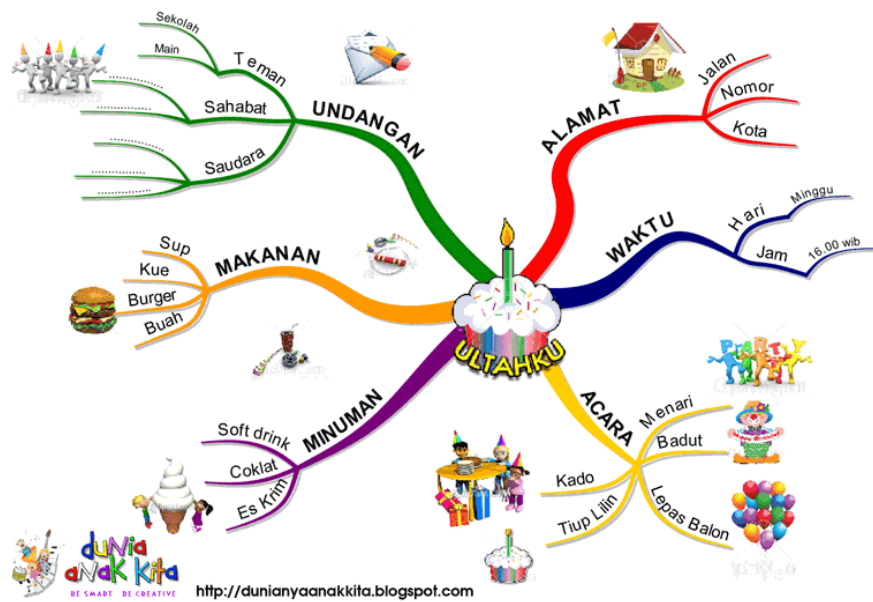 Sekolah
Main
Teman
Sahabat
Saudara
UNDANGAN
ALAMAT
Jalan
Nomor
Kota
WAKTU
Hari
Minggu
Jam
16.00 wib
MAKANAN
Sup
Kue
Burger
Buah
ULTAHKU
MINUMAN
Soft drink
Coklat
Es Krim
ACARA
Menari
Badut
Lepas Balon
Kado
Tiup Lilin
PARTY
dunia
anak kita
BE SMART BE CREATIVE
http://dunianyaanakkita.blogspot.com